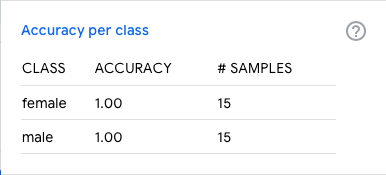 Accuracy per class
CLASS ACCURACY # SAMPLES
female 1.00 15
male 1.00 15